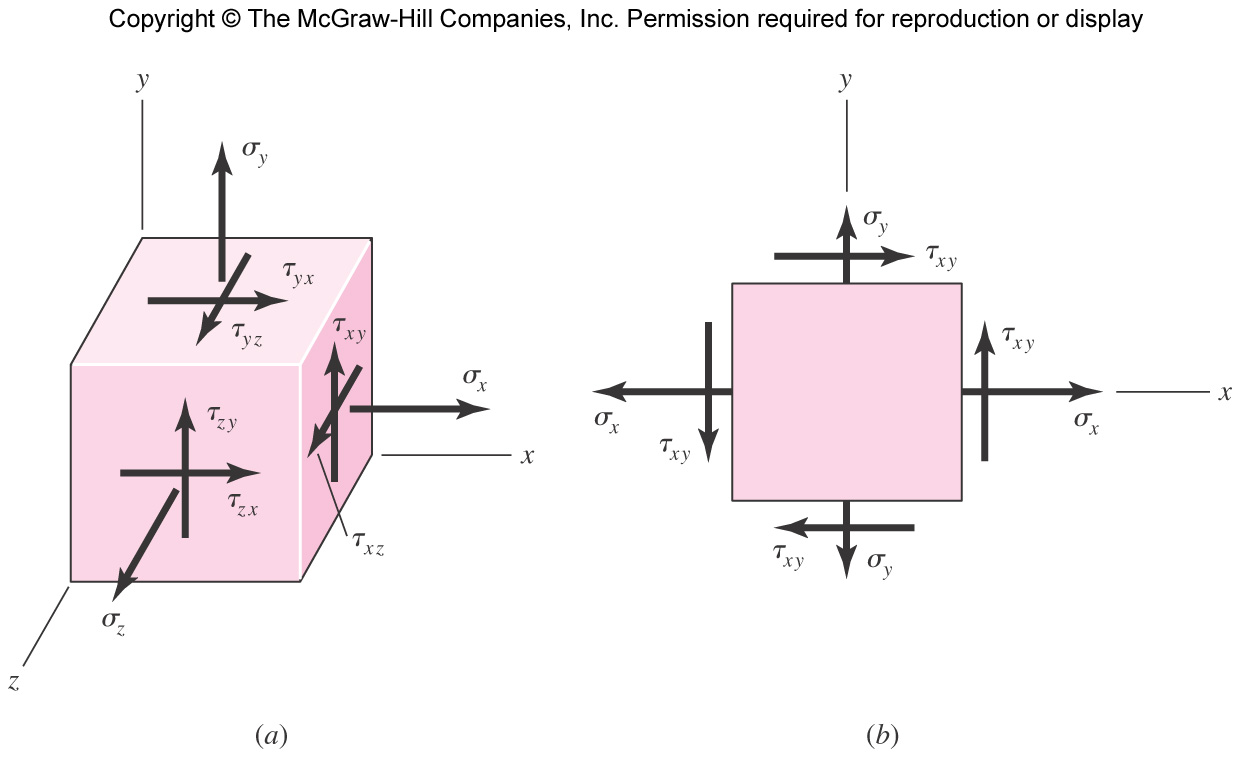 Copyright © The McGraw-Hill Companies, Inc. Permission required for reproduction or display
y
σy
τyx
τyz
τxy
σx
τzy
x
τzx
τxz
σz
z
(a)
y
σy
τxy
τxy
x
σx
σx
τxy
τxy
σy
(b)